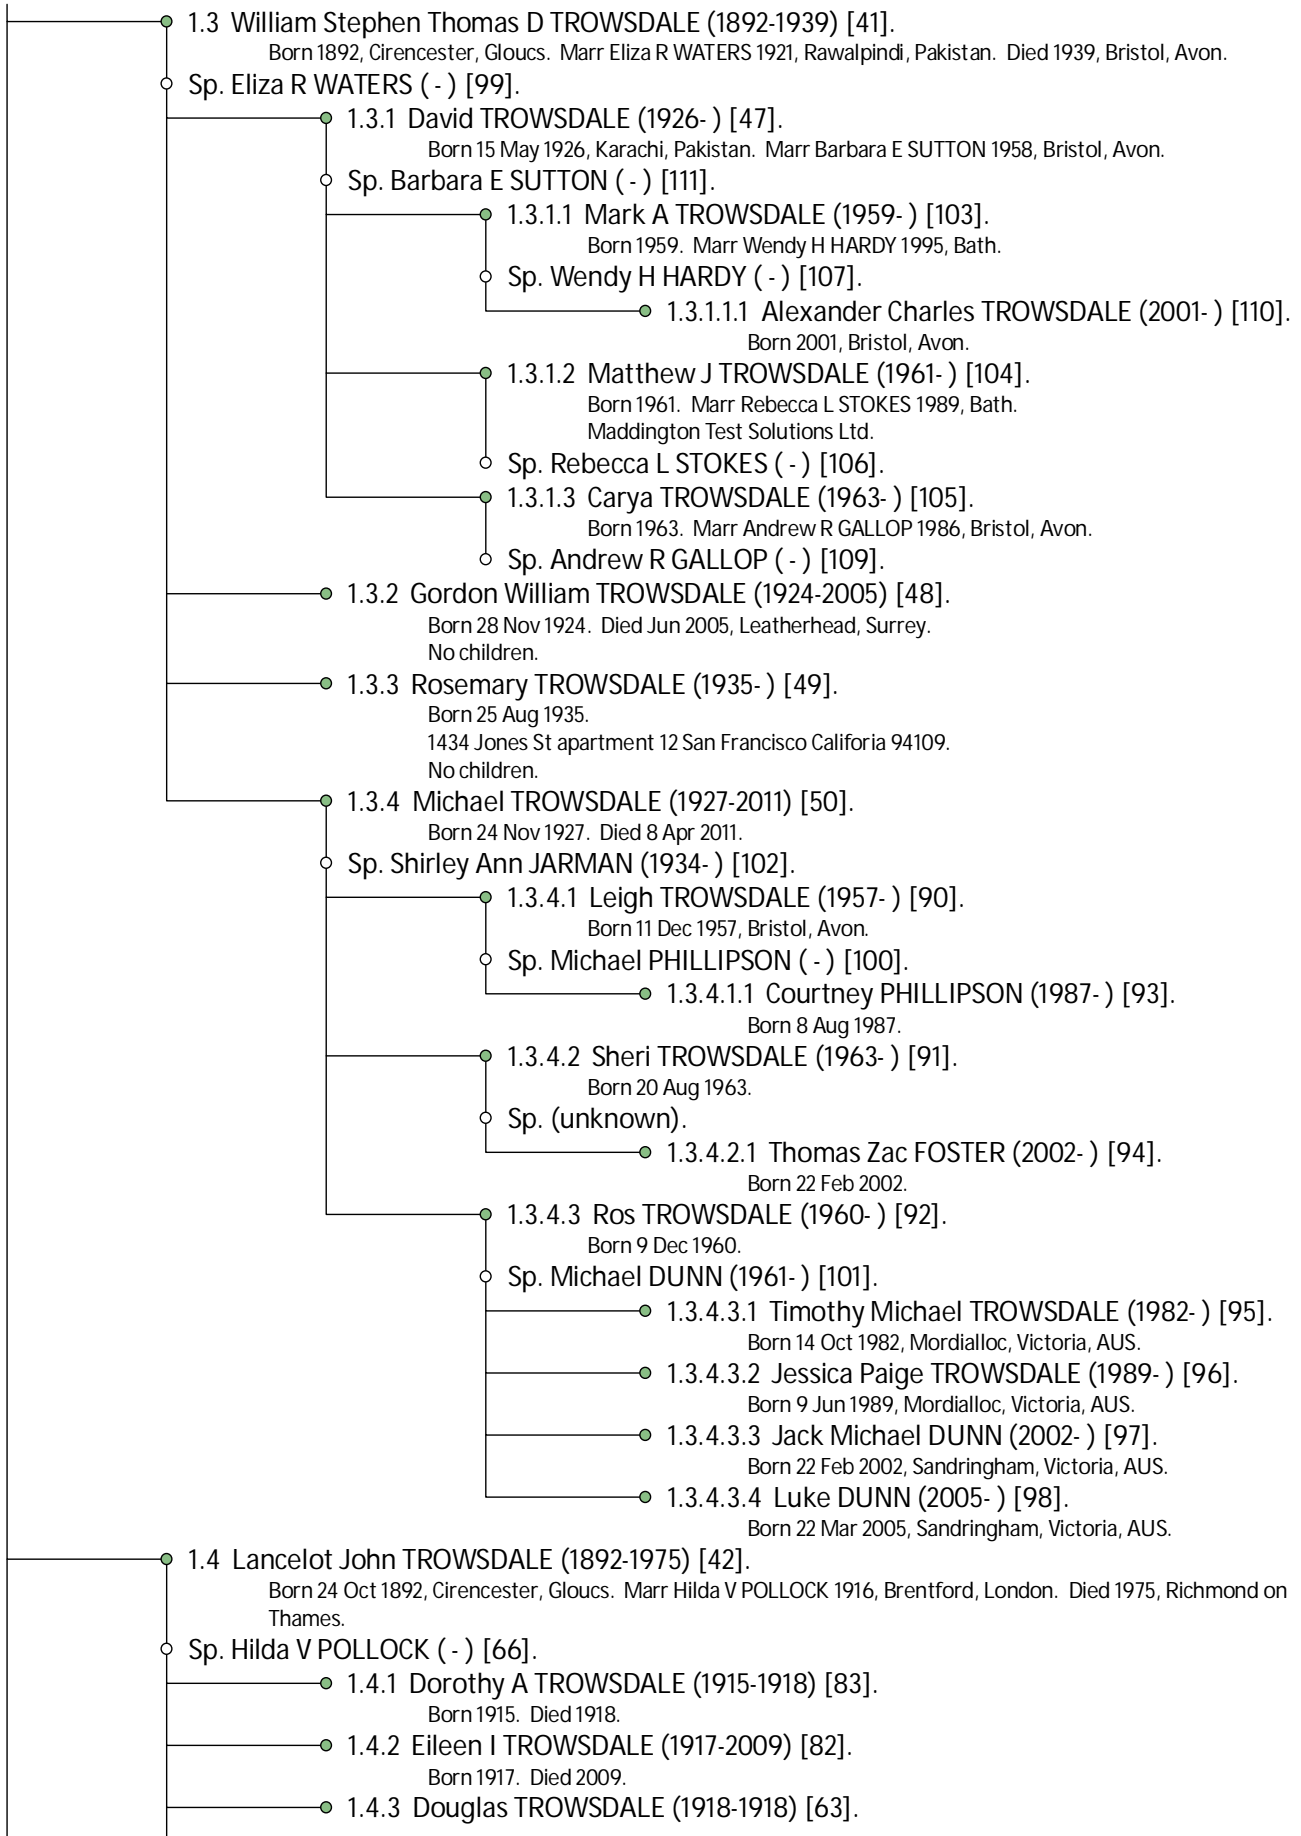 1.3 William Stephen Thomas D TROWSDALE (1892-1939) [41].
Born 1892, Cirencester, Gloucs. Marr Eliza R WATERS 1921, Rawalpindi, Pakistan. Died 1939, Bristol, Avon.
Sp. Eliza R WATERS ( - ) [99].
1.3.1 David TROWSDALE (1926- ) [47].
Born 15 May 1926, Karachi, Pakistan. Marr Barbara E SUTTON 1958, Bristol, Avon.
Sp. Barbara E SUTTON ( - ) [111].
1.3.1.1 Mark A TROWSDALE (1959- ) [103].
Born 1959. Marr Wendy H HARDY 1995, Bath.
Sp. Wendy H HARDY ( - ) [107].
1.3.1.1.1 Alexander Charles TROWSDALE (2001- ) [110].
Born 2001, Bristol, Avon.
1.3.1.2 Matthew J TROWSDALE (1961- ) [104].
Born 1961. Marr Rebecca L STOKES 1989, Bath.
Maddington Test Solutions Ltd.
Sp. Rebecca L STOKES ( - ) [106].
1.3.1.3 Carya TROWSDALE (1963- ) [105].
Born 1963. Marr Andrew R GALLOP 1986, Bristol, Avon.
Sp. Andrew R GALLOP ( - ) [109].
1.3.2 Gordon William TROWSDALE (1924-2005) [48].
Born 28 Nov 1924. Died Jun 2005, Leatherhead, Surrey.
No children.
1.3.3 Rosemary TROWSDALE (1935- ) [49].
Born 25 Aug 1935.
1434 Jones St apartment 12 San Francisco Califoria 94109.
No children.
1.3.4 Michael TROWSDALE (1927-2011) [50].
Born 24 Nov 1927. Died 8 Apr 2011.
Sp. Shirley Ann JARMAN (1934- ) [102].
1.3.4.1 Leigh TROWSDALE (1957- ) [90].
Born 11 Dec 1957, Bristol, Avon.
Sp. Michael PHILLIPSON ( - ) [100].
1.3.4.1.1 Courtney PHILLIPSON (1987- ) [93].
Born 8 Aug 1987.
1.3.4.2 Sheri TROWSDALE (1963- ) [91].
Born 20 Aug 1963.
Sp. (unknown).
1.3.4.2.1 Thomas Zac FOSTER (2002- ) [94].
Born 22 Feb 2002.
1.3.4.3 Ros TROWSDALE (1960- ) [92].
Born 9 Dec 1960.
Sp. Michael DUNN (1961- ) [101].
1.3.4.3.1 Timothy Michael TROWSDALE (1982- ) [95].
Born 14 Oct 1982, Mordialloc, Victoria, AUS.
1.3.4.3.2 Jessica Paige TROWSDALE (1989- ) [96].
Born 9 Jun 1989, Mordialloc, Victoria, AUS.
1.3.4.3.3 Jack Michael DUNN (2002- ) [97].
Born 22 Feb 2002, Sandringham, Victoria, AUS.
1.3.4.3.4 Luke DUNN (2005- ) [98].
Born 22 Mar 2005, Sandringham, Victoria, AUS.
1.4 Lancelot John TROWSDALE (1892-1975) [42].
Born 24 Oct 1892, Cirencester, Gloucs. Marr Hilda V POLLOCK 1916, Brentford, London. Died 1975, Richmond on
Thames.
Sp. Hilda V POLLOCK ( - ) [66].
1.4.1 Dorothy A TROWSDALE (1915-1918) [83].
Born 1915. Died 1918.
1.4.2 Eileen I TROWSDALE (1917-2009) [82].
Born 1917. Died 2009.
1.4.3 Douglas TROWSDALE (1918-1918) [63].